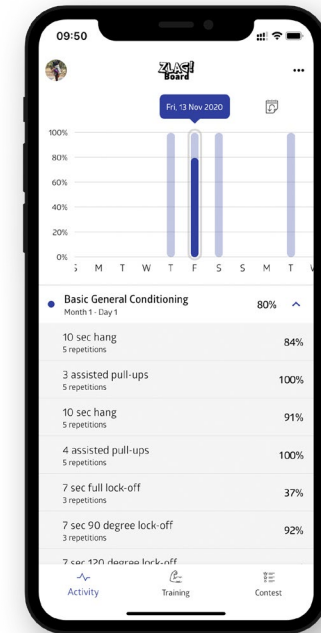 09:50
ZLAG!
Board
Fri, 13 Nov 2020
100%
80%
60%
40%
20%
0%
S M T W T F S S M T W
Basic General Conditioning
80%
Month 1 - Day 1
10 sec hang
84%
5 repetitions
3 assisted pull-ups
100%
5 repetitions
10 sec hang
91%
5 repetitions
4 assisted pull-ups
100%
5 repetitions
7 sec full lock-off
37%
3 repetitions
7 sec 90 degree lock-off
92%
3 repetitions
7 sec 120 degree lock-off
Activity Training Contest